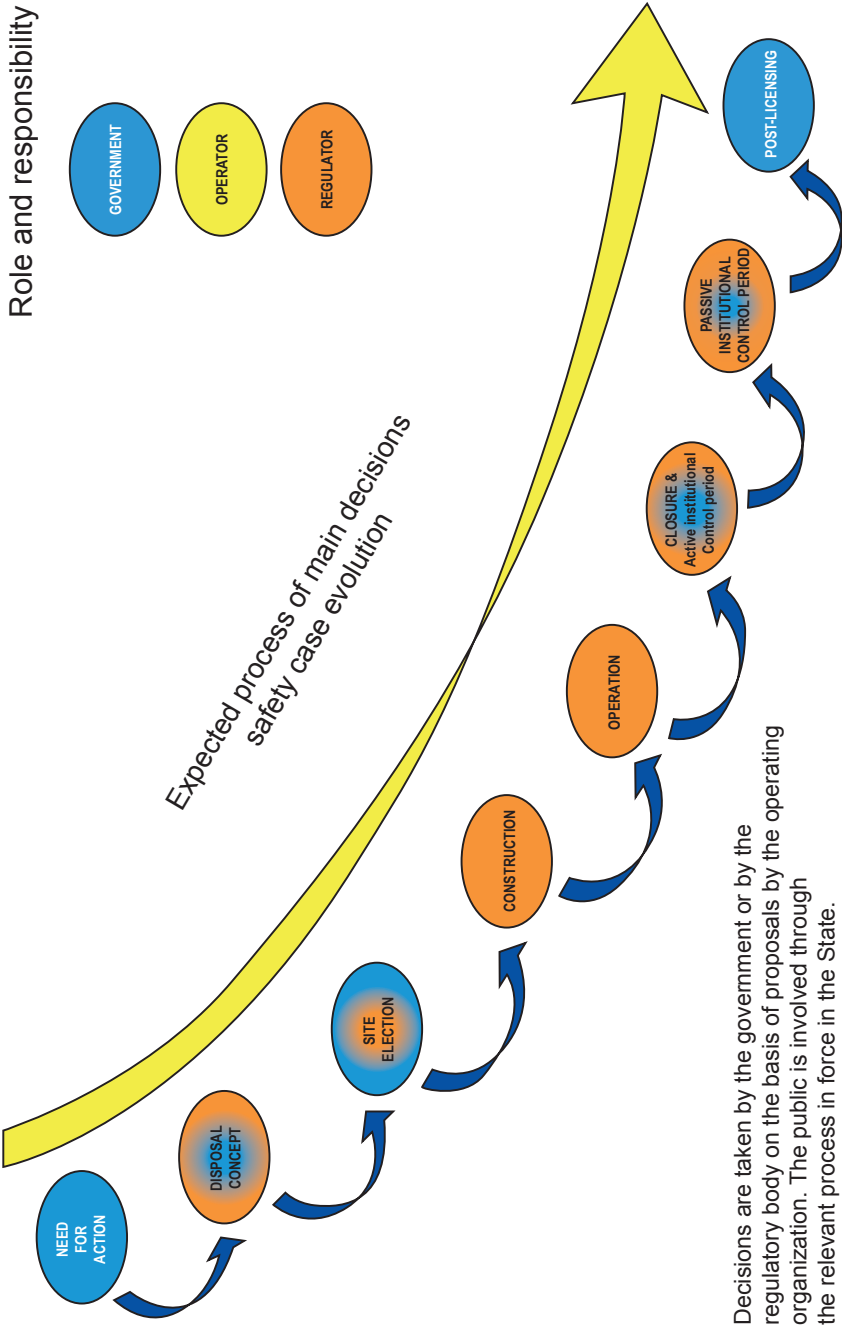 Role and responsibility
GOVERNMENT
OPERATOR
REGULATOR
Expected process of main decisions
safety case evolution
NEED
FOR
ACTION
DISPOSAL
CONCEPT
SITE
ELECTION
CONSTRUCTION
OPERATION
CLOSURE &
Active institutional
Control period
PASSIVE
INSTITUTIONAL
CONTROL PERIOD
POST-LICENSING
Decisions are taken by the government or by the
regulatory body on the basis of proposals by the operating
organization. The public is involved through
the relevant process in force in the State.